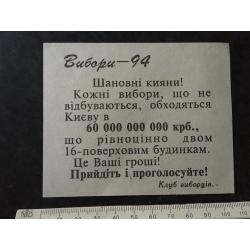 Вибори—94
Шановні кияни!
Кожні вибори, що не
відбуваються, обходяться
Києву в
60 000 000 000 крб.,
що рівноцінно двом
16-поверховим будинкам.
Це Ваші гроші!
Прийдіть і проголосуйте!
Клуб виборців.